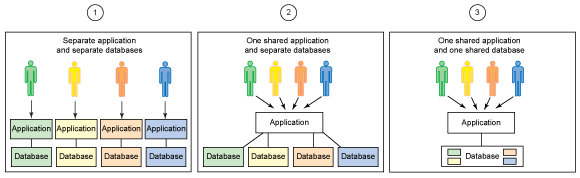 1
2
3
Separate application
and separate databases
One shared application
and separate databases
One shared application
and one shared database
Application
Application
Application
Application
Database
Database
Database
Database
Application
Database
Database
Database
Database
Application
Database